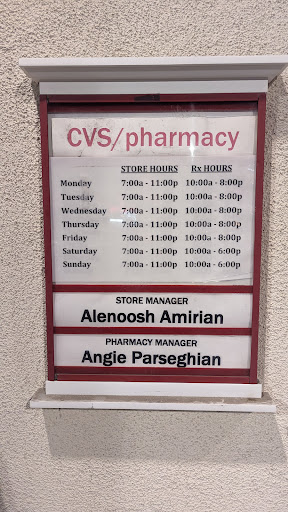 CVS/pharmacy
STORE HOURS Rx HOURS
Monday 7:00a - 11:00p 10:00a - 8:00p
Tuesday 7:00a - 11:00p 10:00a - 8:00p
Wednesday 7:00a - 11:00p 10:00a - 8:00p
Thursday 7:00a - 11:00p 10:00a - 8:00p
Friday 7:00a - 11:00p 10:00a - 8:00p
Saturday 7:00a - 11:00p 10:00a - 6:00p
Sunday 7:00a - 11:00p 10:00a - 6:00p
STORE MANAGER
Alenoosh Amirian
PHARMACY MANAGER
Angie Parseghian